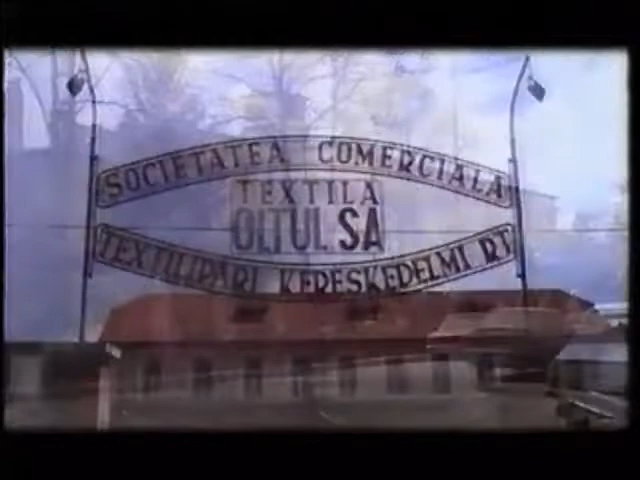 SOCIETATEA COMERCIALA
TEXTILA
OLTUL SA
TEXTILIPARI KERESKEDELMI RT